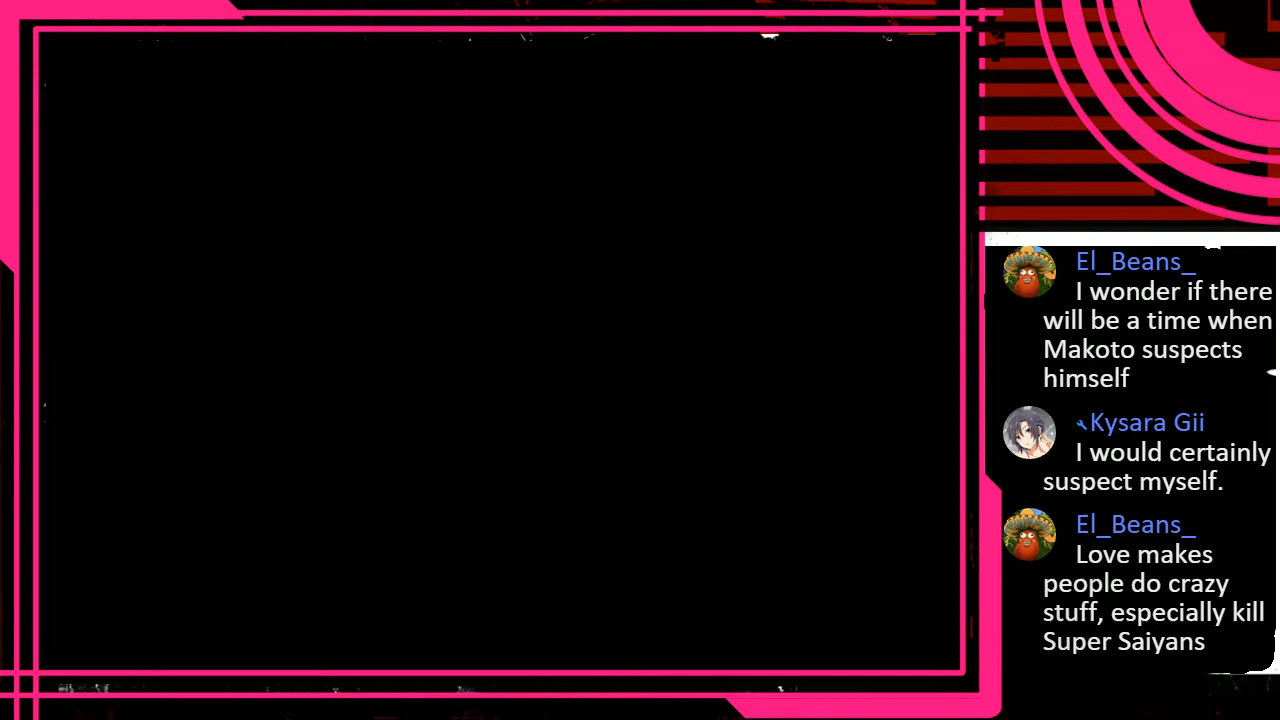 El_Beans_
I wonder if there
will be a time when
Makoto suspects
himself
Kysara Gii
I would certainly
suspect myself.
El_Beans_
Love makes
people do crazy
stuff, especially kill
Super Saiyans